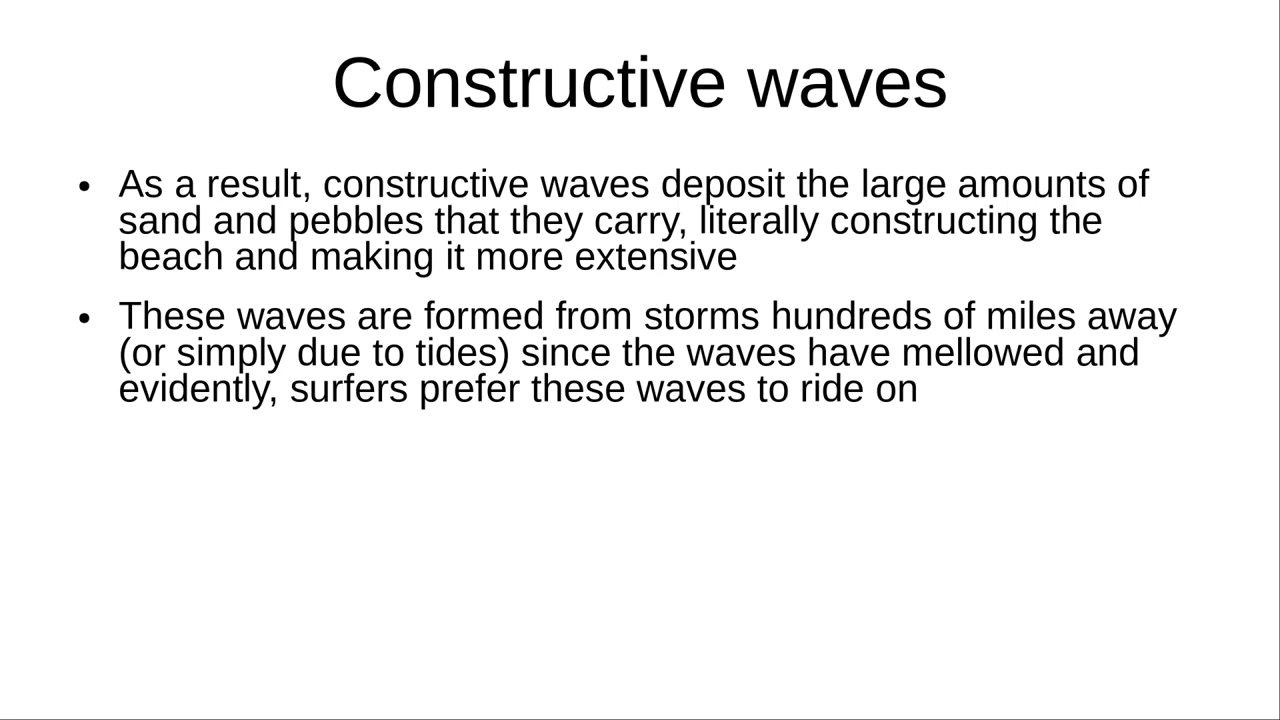 Constructive waves
• As a result, constructive waves deposit the large amounts of
sand and pebbles that they carry, literally constructing the
beach and making it more extensive
• These waves are formed from storms hundreds of miles away
(or simply due to tides) since the waves have mellowed and
evidently, surfers prefer these waves to ride on